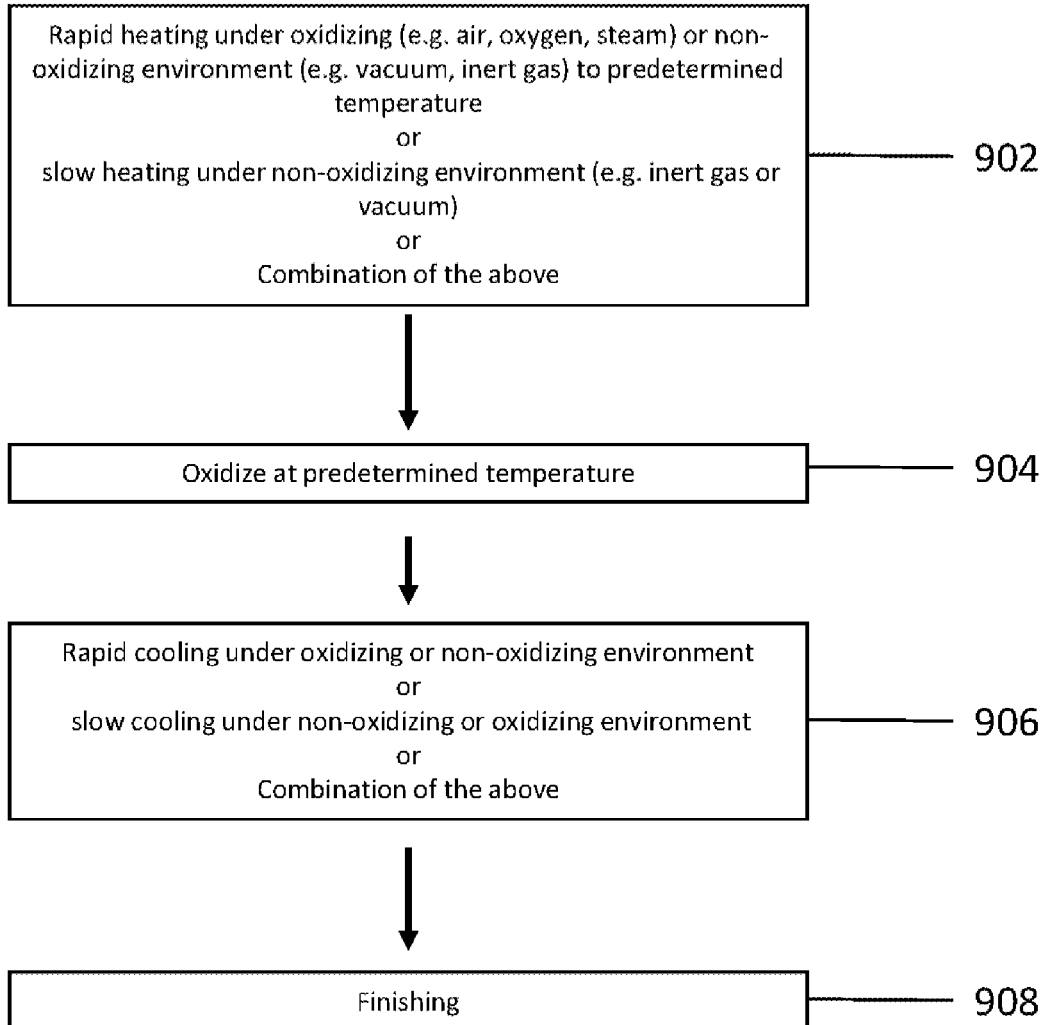 Rapid heating under oxidizing (e.g. air, oxygen, steam) or non-
oxidizing environment (e.g. vacuum, inert gas) to predetermined
temperature
or
slow heating under non-oxidizing environment (e.g. inert gas or
vacuum)
or
Combination of the above
902
Oxidize at predetermined temperature
904
Rapid cooling under oxidizing or non-oxidizing environment
or
slow cooling under non-oxidizing or oxidizing environment
or
Combination of the above
906
Finishing
908